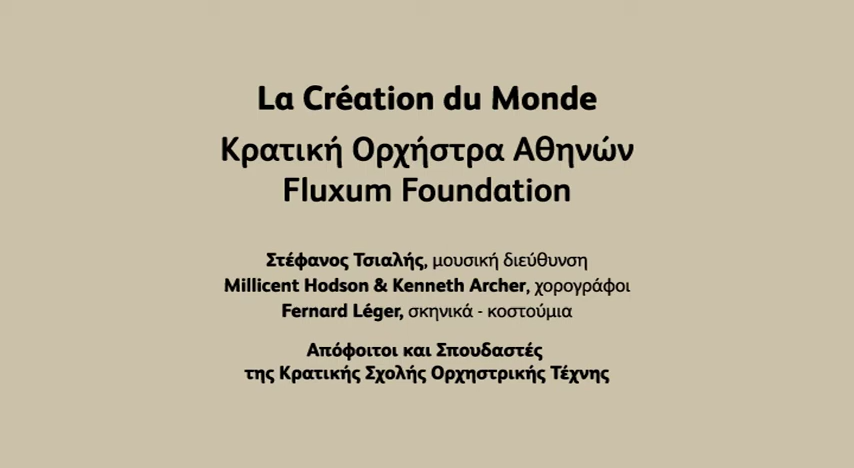 La Création du Monde
Κρατική Ορχήστρα Αθηνών
Fluxum Foundation
Στέφανος Τσιαλής, μουσική διεύθυνση
Millicent Hodson & Kenneth Archer, χορογράφοι
Fernard Léger, σκηνικά - κοστούμια
Απόφοιτοι και Σπουδαστές
της Κρατικής Σχολής Ορχηστρικής Τέχνης